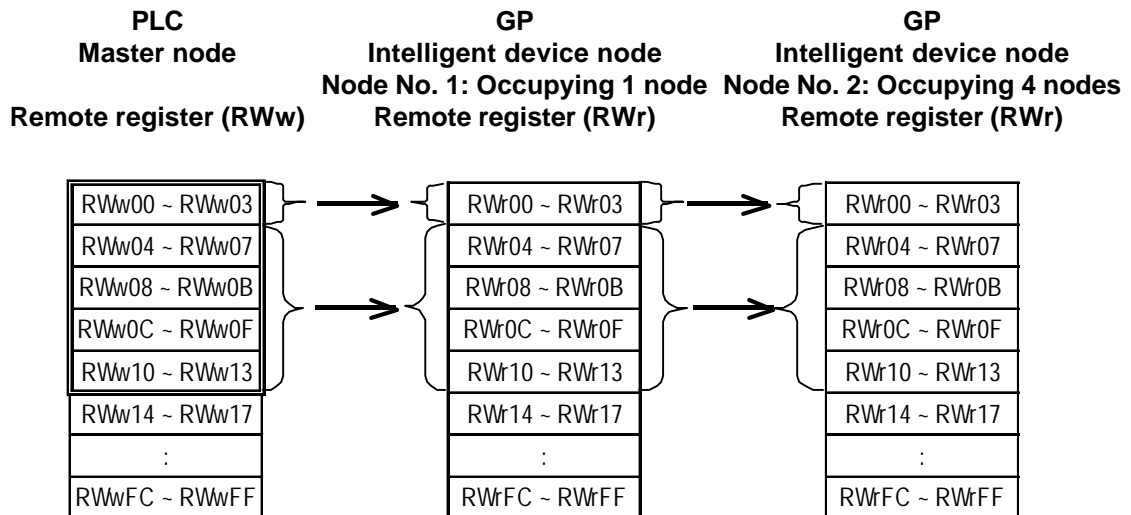 PLC
Master node
Remote register (RWw)
GP
Intelligent device node
Node No. 1: Occupying 1 node
Remote register (RWr)
GP
Intelligent device node
Node No. 2: Occupying 4 nodes
Remote register (RWr)
RWw00 ~ RWw03
RWw04 ~ RWw07
RWw08 ~ RWw0B
RWw0C ~ RWw0F
RWw10 ~ RWw13
RWw14 ~ RWw17
:
RWwFC ~ RWwFF
RWr00 ~ RWr03
RWr04 ~ RWr07
RWr08 ~ RWr0B
RWr0C ~ RWr0F
RWr10 ~ RWr13
RWr14 ~ RWr17
:
RWrFC ~ RWrFF
RWr00 ~ RWr03
RWr04 ~ RWr07
RWr08 ~ RWr0B
RWr0C ~ RWr0F
RWr10 ~ RWr13
RWr14 ~ RWr17
:
RWrFC ~ RWrFF